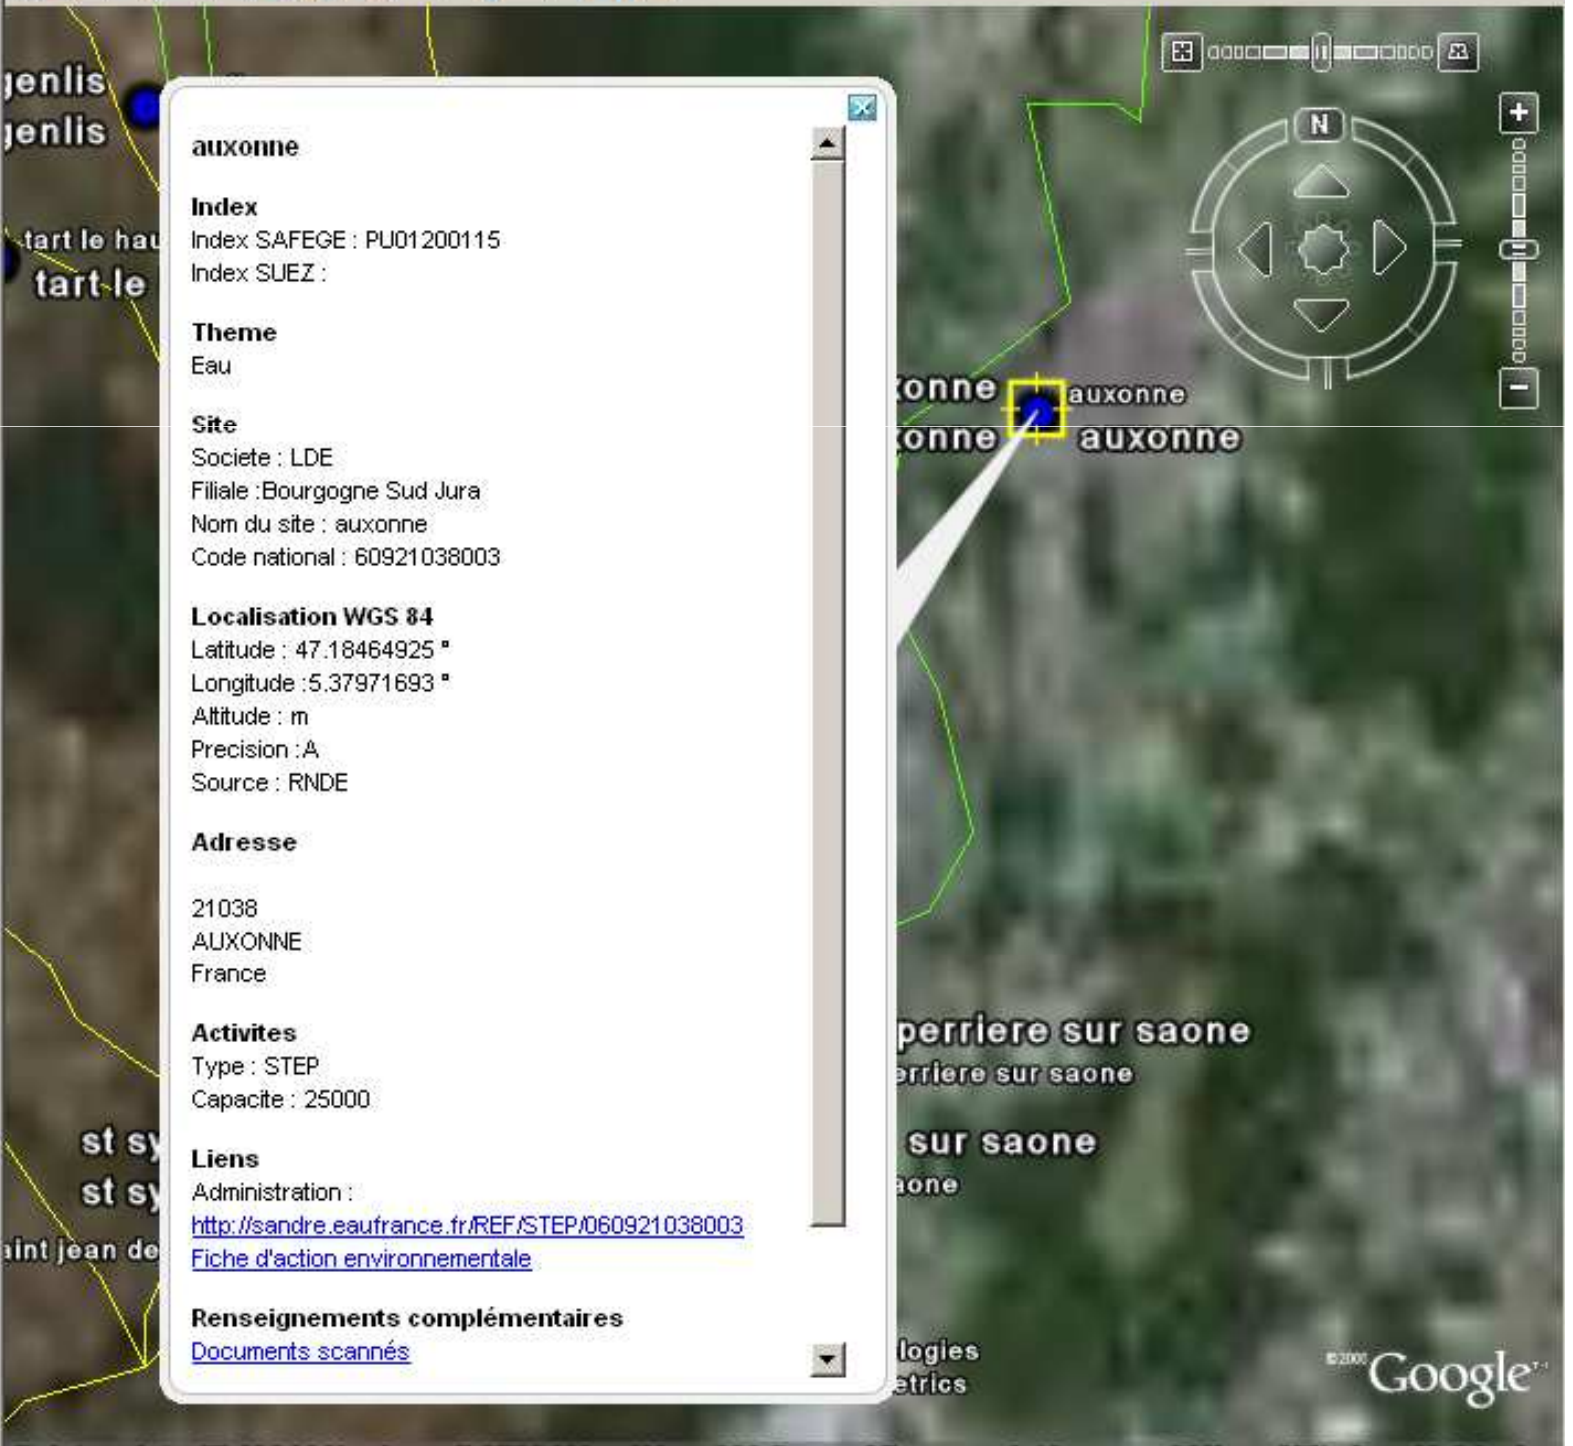 genlis
genlis
tart le hau
tart le
auxonne
Index
Index SAFEGE : PU01200115
Index SUEZ :
Theme
Eau
Site
Societe : LDE
Filiale :Bourgogne Sud Jura
Nom du site : auxonne
Code national : 60921038003
Localisation WGS 84
Latitude : 47.18464925 °
Longitude :5.37971693 °
Altitude : m
Precision :A
Source : RNDE
Adresse
21038
AUXONNE
France
Activites
Type : STEP
Capacite : 25000
Liens
Administration :
http://sandre.eaufrance.fr/REF/STEP/060921038003
Fiche d'action environnementale
Renseignements complémentaires
Documents scannés
st sy
st sy
aint jean de
N
xonne
auxonne
xonne
auxonne
perriere sur saone
erriere sur saone
sur saone
aone
logies
etrics
Google